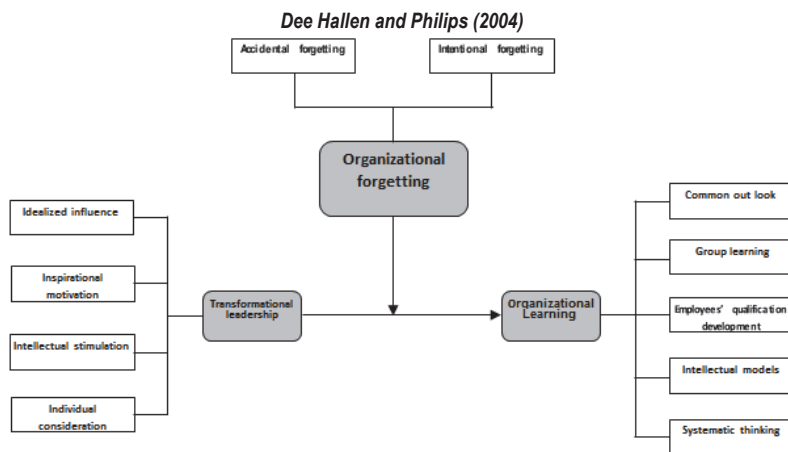 Dee Hallen and Philips (2004)
Accidental forgetting
Intentional forgetting
Organizational
forgetting
Idealized influence
Inspirational
motivation
Intellectual stimulation
Individual
consideration
Transformational
leadership
Organizational
Learning
Common out look
Group learning
Employees' qualification
development
Intellectual models
Systematic thinking